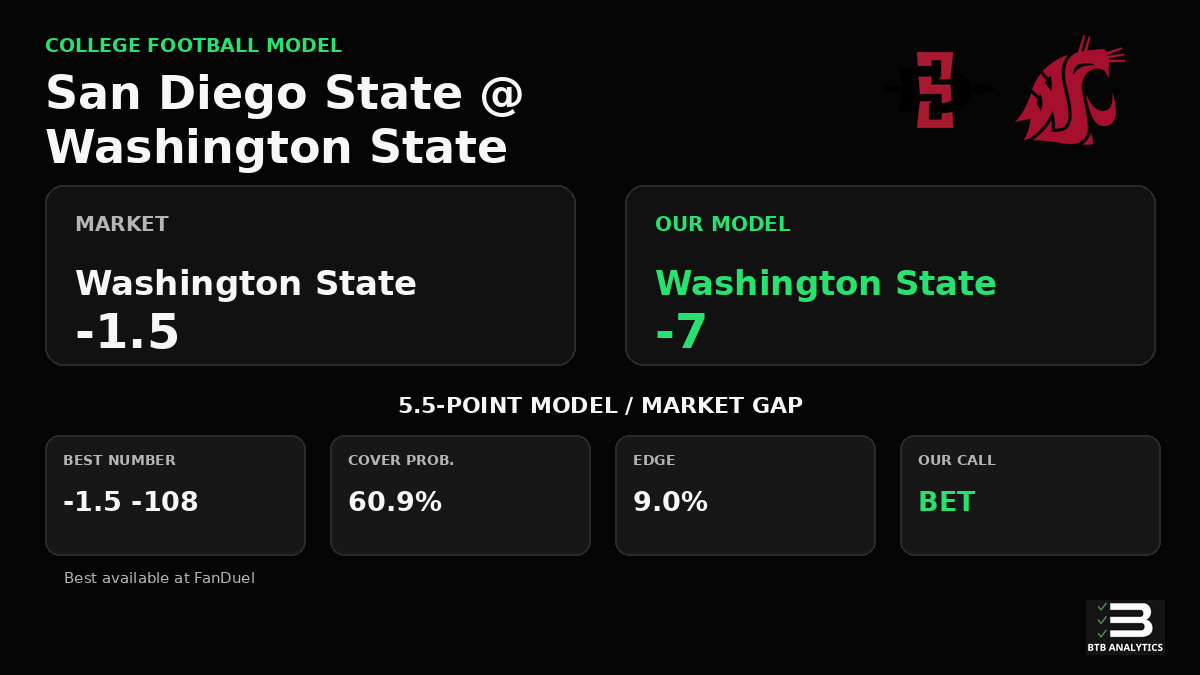 COLLEGE FOOTBALL MODEL
San Diego State @
Washington State
MARKET
Washington State
-1.5
OUR MODEL
Washington State
-7
5.5-POINT MODEL / MARKET GAP
BEST NUMBER
-1.5 -108
COVER PROB.
60.9%
EDGE
9.0%
OUR CALL
BET
Best available at FanDuel
BTB ANALYTICS